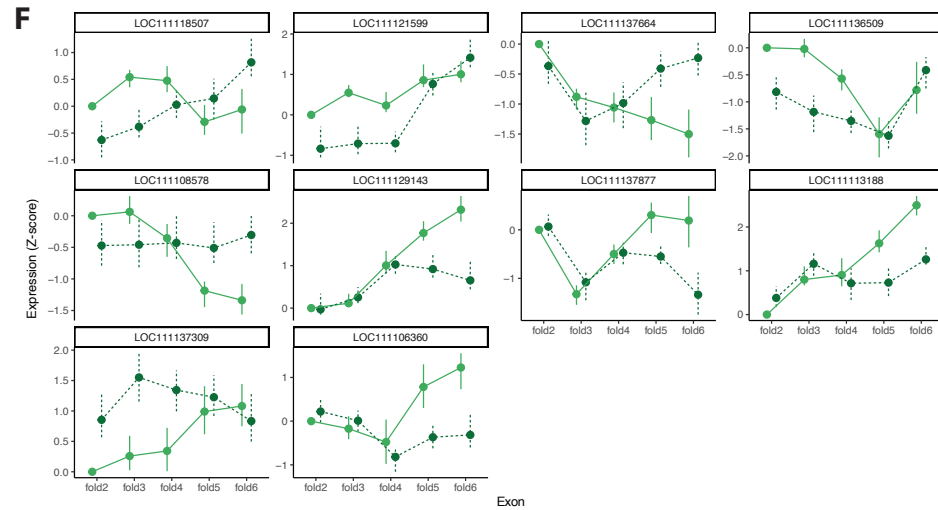 F
LOC111118507
LOC111121599
LOC111137664
LOC111136509
1.0
0.5
0.0
−0.5
−1.0
2
1
0
−1
0.0
−0.5
−1.0
−1.5
0.0
−0.5
−1.0
−1.5
−2.0
LOC111108578
LOC111129143
LOC111137877
LOC111113188
0.0
−0.5
−1.0
−1.5
2
1
0
0
−1
2
1
0
Expression (Z-score)
LOC111137309
LOC111106360
2.0
1.5
1.0
0.5
0.0
1
0
−1
fold2 fold3 fold4 fold5 fold6
fold2 fold3 fold4 fold5 fold6
fold2 fold3 fold4 fold5 fold6
fold2 fold3 fold4 fold5 fold6
Exon